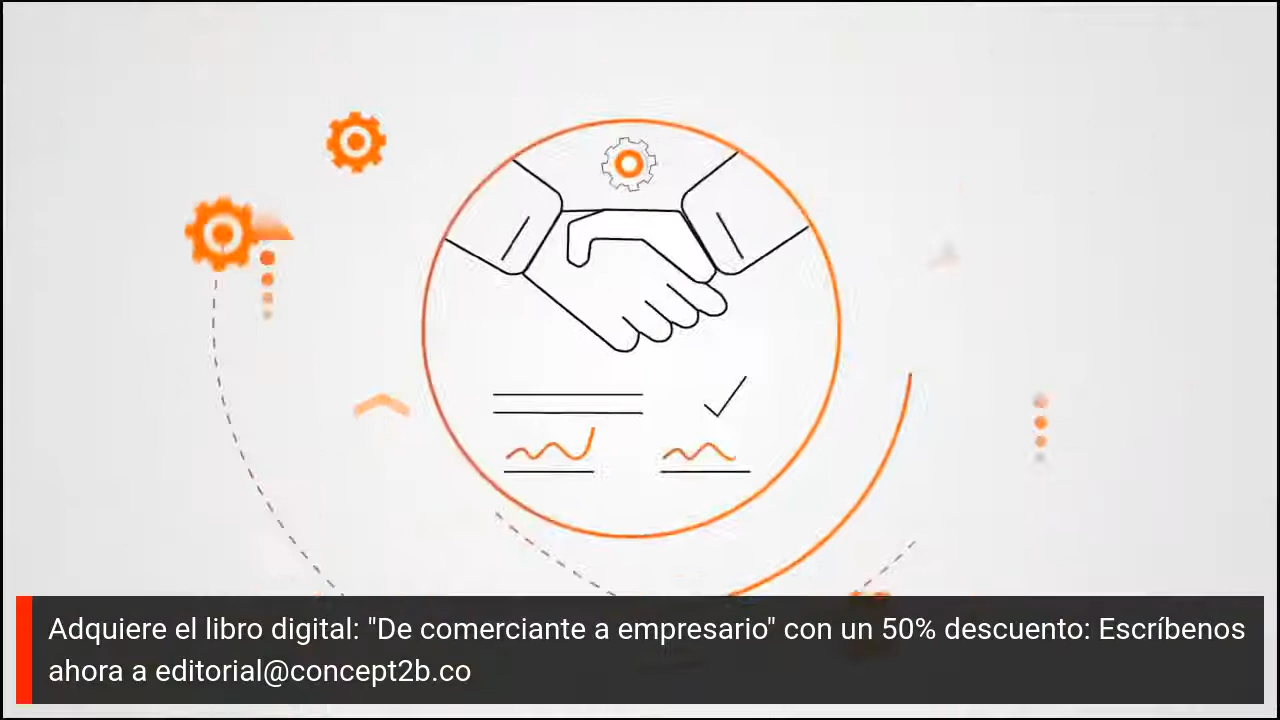 Adquiere el libro digital: "De comerciante a empresario" con un 50% descuento: Escríbenos
ahora a editorial@concept2b.co